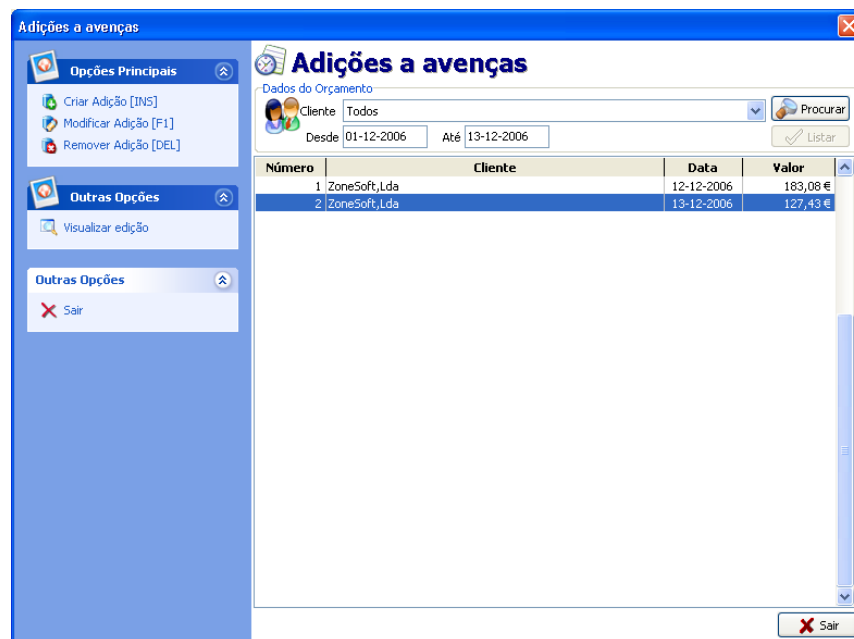 Adições a avenças
Opções Principais
Criar Adição [INS]
Modificar Adição [F1]
Remover Adição [DEL]
Outras Opções
Visualizar edição
Outras Opções
Sair
Adições a avenças
Dados do Orçamento
Cliente Todos Procurar
Desde 01-12-2006 Até 13-12-2006 Listar
Número Cliente Data Valor
1 ZoneSoft,Lda 12-12-2006 183,08 €
2 ZoneSoft,Lda 13-12-2006 127,43 €
Sair